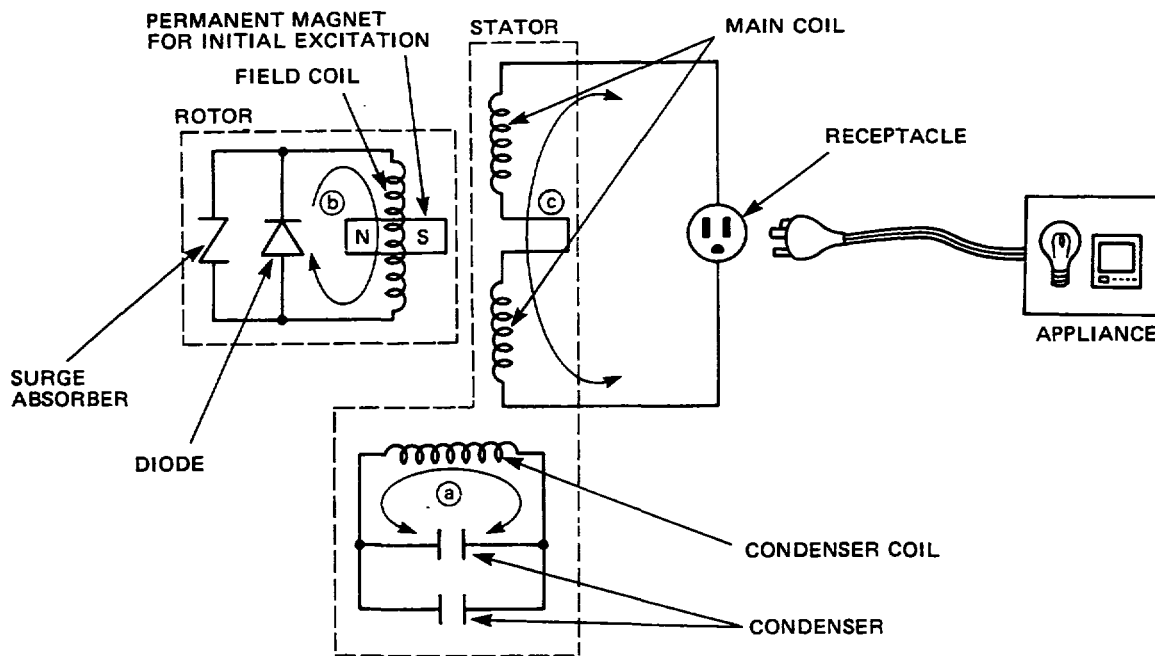 PERMANENT MAGNET
FOR INITIAL EXCITATION
STATOR
MAIN COIL
FIELD COIL
ROTOR
RECEPTACLE
b
N
S
c
APPLIANCE
SURGE
ABSORBER
DIODE
a
CONDENSER COIL
CONDENSER